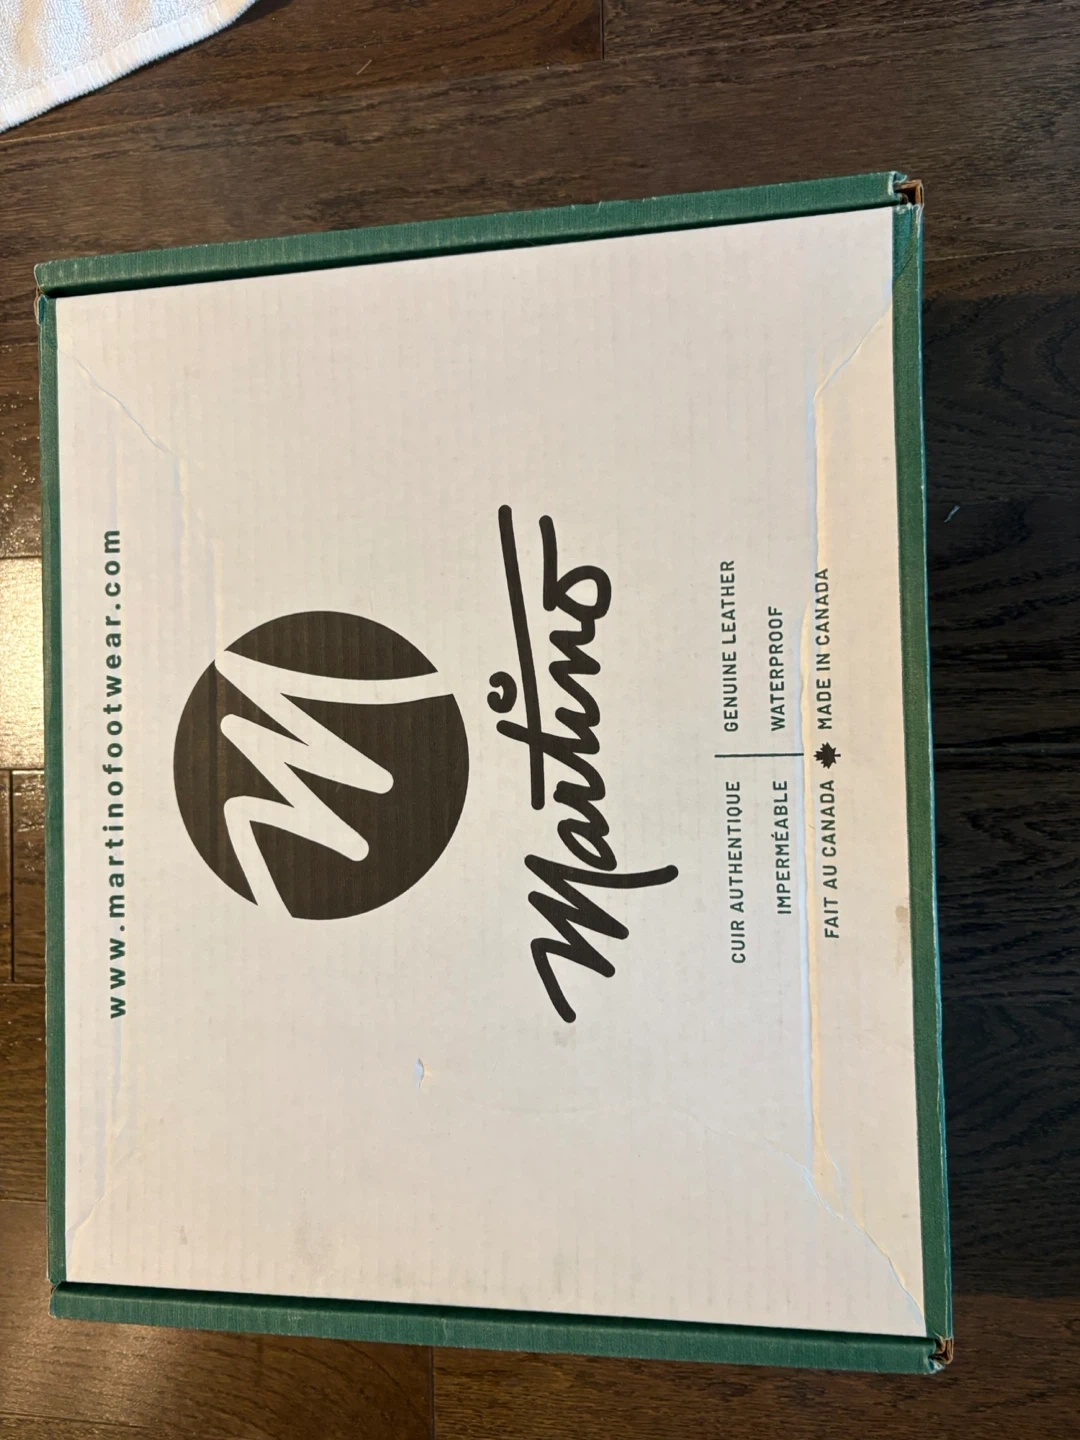 www.martinofootwear.com
M
Martino
CUIR AUTHENTIQUE | GENUINE LEATHER
IMPERMÉABLE | WATERPROOF
FAIT AU CANADA MADE IN CANADA